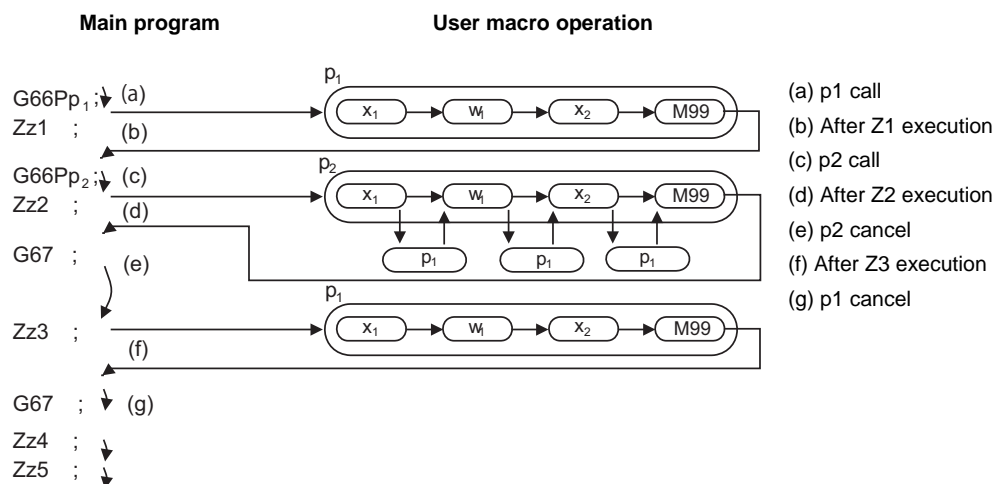 Main program
User macro operation
p1
G66Pp1 ; (a)
x1 w1 x2 M99
Zz1 ;
(b)
p2
G66Pp2 ; (c)
x1 w1 x2 M99
Zz2 ;
(d)
p1 p1 p1
G67 ;
(e)
p1
Zz3 ;
x1 w1 x2 M99
(f)
G67 ; (g)
Zz4 ;
Zz5 ;
(a) p1 call
(b) After Z1 execution
(c) p2 call
(d) After Z2 execution
(e) p2 cancel
(f) After Z3 execution
(g) p1 cancel